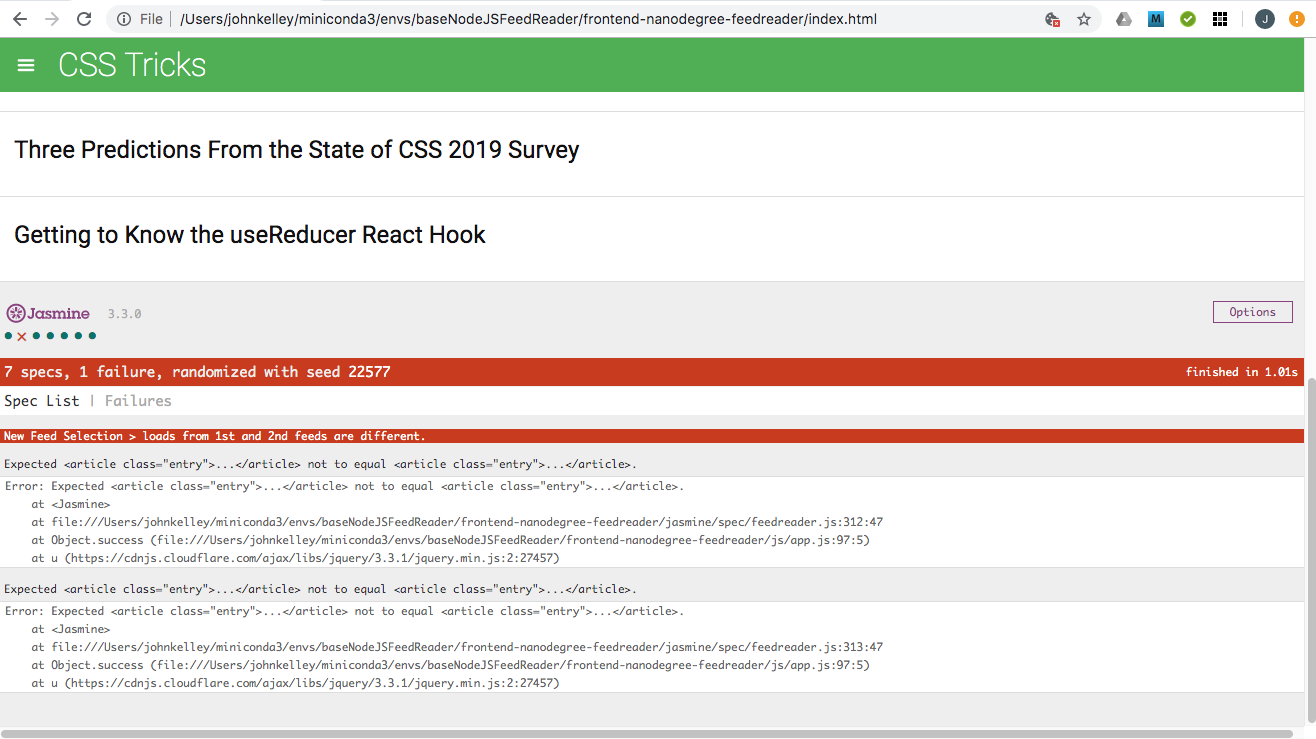 File /Users/johnkelley/miniconda3/envs/baseNodeJSFeedReader/frontend-nanodegree-feedreader/index.html M J
CSS Tricks
Three Predictions From the State of CSS 2019 Survey
Getting to Know the useReducer React Hook
Jasmine 3.3.0 Options
7 specs, 1 failure, randomized with seed 22577 finished in 1.01s
Spec List | Failures
New Feed Selection > loads from 1st and 2nd feeds are different.
Expected <article class="entry">...</article> not to equal <article class="entry">...</article>.
Error: Expected <article class="entry">...</article> not to equal <article class="entry">...</article>.
at <Jasmine>
at file:///Users/johnkelley/miniconda3/envs/baseNodeJSFeedReader/frontend-nanodegree-feedreader/jasmine/spec/feedreader.js:312:47
at Object.success (file:///Users/johnkelley/miniconda3/envs/baseNodeJSFeedReader/frontend-nanodegree-feedreader/js/app.js:97:5)
at u (https://cdnjs.cloudflare.com/ajax/libs/jquery/3.3.1/jquery.min.js:2:27457)
Expected <article class="entry">...</article> not to equal <article class="entry">...</article>.
Error: Expected <article class="entry">...</article> not to equal <article class="entry">...</article>.
at <Jasmine>
at file:///Users/johnkelley/miniconda3/envs/baseNodeJSFeedReader/frontend-nanodegree-feedreader/jasmine/spec/feedreader.js:313:47
at Object.success (file:///Users/johnkelley/miniconda3/envs/baseNodeJSFeedReader/frontend-nanodegree-feedreader/js/app.js:97:5)
at u (https://cdnjs.cloudflare.com/ajax/libs/jquery/3.3.1/jquery.min.js:2:27457)